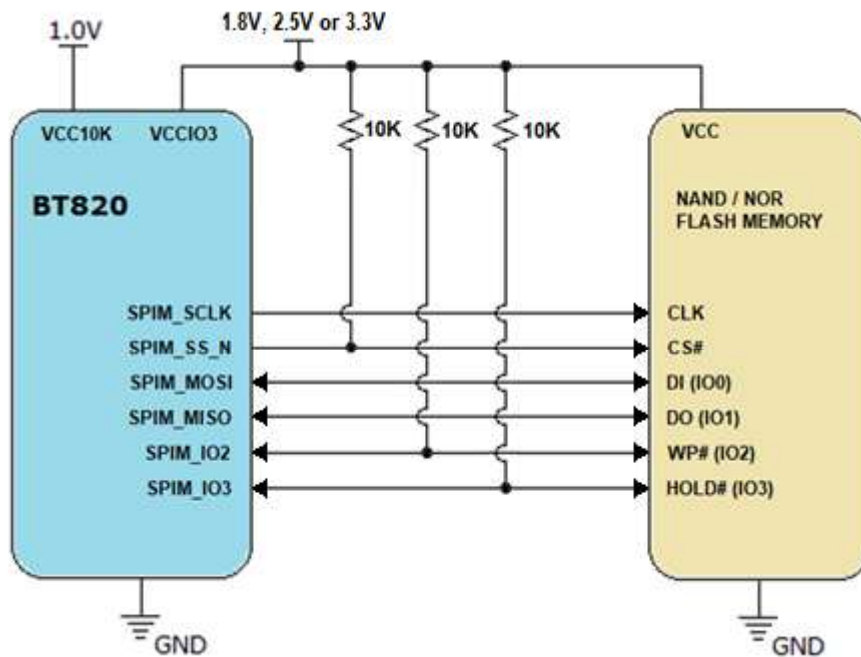 1.0V
1.8V, 2.5V or 3.3V
10K
10K
10K
VCC10K
VCCIO3
BT820
SPIM_SCLK
SPIM_SS_N
SPIM_MOSI
SPIM_MISO
SPIM_IO2
SPIM_IO3
GND
VCC
NAND / NOR
FLASH MEMORY
CLK
CS#
DI (IO0)
DO (IO1)
WP# (IO2)
HOLD# (IO3)
GND